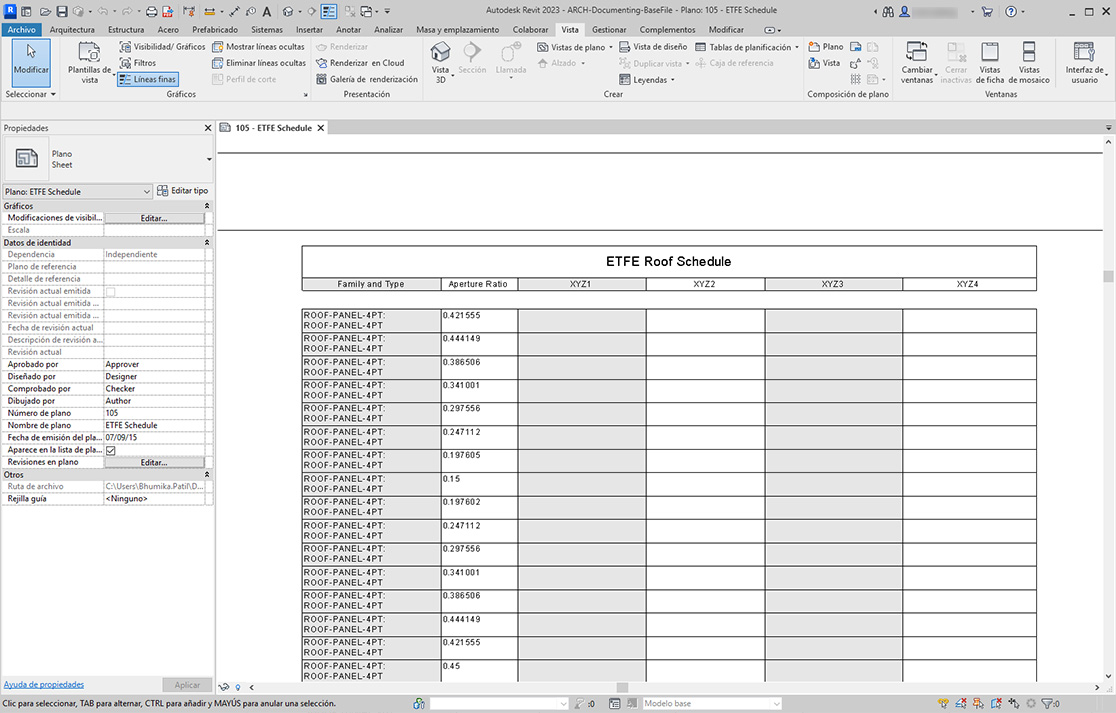 Autodesk Revit 2023 - ARCH-Documenting-BaseFile - Plano: 105 - ETFE Schedule
Archivo Arquitectura Estructura Acero Prefabricado Sistemas Insertar Anotar Analizar Masa y emplazamiento Colaborar Vista Gestionar Complementos Modificar
Modificar
Seleccionar
Plantillas de
vista
Visibilidad/ Gráficos
Filtros
Líneas finas
Mostrar líneas ocultas
Eliminar líneas ocultas
Perfil de corte
Gráficos
Renderizar
Renderizar en Cloud
Galería de renderización
Presentación
Vista
3D
Sección
Llamada
Vistas de plano
Alzado
Vista de diseño
Duplicar vista
Leyendas
Tablas de planificación
Caja de referencia
Crear
Plano
Vista
Composición de plano
Cambiar
ventanas
Cerrar
inactivas
Vistas
de ficha
Vistas
de mosaico
Ventanas
Interfaz de
usuario
Propiedades
105 - ETFE Schedule
Plano
Sheet
Plano: ETFE Schedule
Editar tipo
Gráficos
Modificaciones de visibil... Editar...
Escala
Datos de identidad
Dependencia Independiente
Plano de referencia
Detalle de referencia
Revisión actual emitida
Revisión actual emitida ...
Revisión actual emitida ...
Fecha de revisión actual
Descripción de revisión a...
Revisión actual
Aprobado por Approver
Diseñado por Designer
Comprobado por Checker
Dibujado por Author
Número de plano 105
Nombre de plano ETFE Schedule
Fecha de emisión del pla... 07/09/15
Aparece en la lista de pla...
Revisiones en plano Editar...
Otros
Ruta de archivo C:\Users\Bhumika.Patil\D...
Rejilla guía <Ninguno>
Ayuda de propiedades
Aplicar
ETFE Roof Schedule
Family and Type Aperture Ratio XYZ1 XYZ2 XYZ3 XYZ4
ROOF-PANEL-4PT: 0.421555
ROOF-PANEL-4PT
ROOF-PANEL-4PT: 0.444149
ROOF-PANEL-4PT
ROOF-PANEL-4PT: 0.386506
ROOF-PANEL-4PT
ROOF-PANEL-4PT: 0.341001
ROOF-PANEL-4PT
ROOF-PANEL-4PT: 0.297556
ROOF-PANEL-4PT
ROOF-PANEL-4PT: 0.247112
ROOF-PANEL-4PT
ROOF-PANEL-4PT: 0.197605
ROOF-PANEL-4PT
ROOF-PANEL-4PT: 0.15
ROOF-PANEL-4PT
ROOF-PANEL-4PT: 0.197602
ROOF-PANEL-4PT
ROOF-PANEL-4PT: 0.247112
ROOF-PANEL-4PT
ROOF-PANEL-4PT: 0.297556
ROOF-PANEL-4PT
ROOF-PANEL-4PT: 0.341001
ROOF-PANEL-4PT
ROOF-PANEL-4PT: 0.386506
ROOF-PANEL-4PT
ROOF-PANEL-4PT: 0.444149
ROOF-PANEL-4PT
ROOF-PANEL-4PT: 0.421555
ROOF-PANEL-4PT
ROOF-PANEL-4PT: 0.45
ROOF-PANEL-4PT
Clic para seleccionar, TAB para alternar, CTRL para añadir y MAYÚS para anular una selección.
:0
Modelo base
:0